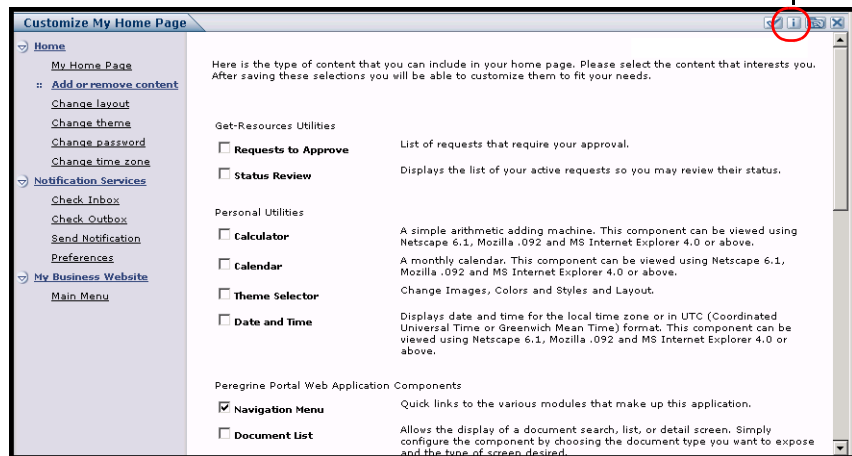 Customize My Home Page
Home
My Home Page
:: Add or remove content
Change layout
Change theme
Change password
Change time zone
Notification Services
Check Inbox
Check Outbox
Send Notification
Preferences
My Business Website
Main Menu
Here is the type of content that you can include in your home page. Please select the content that interests you.
After saving these selections you will be able to customize them to fit your needs.
Get-Resources Utilities
Requests to Approve
List of requests that require your approval.
Status Review
Displays the list of your active requests so you may review their status.
Personal Utilities
Calculator
A simple arithmetic adding machine. This component can be viewed using
Netscape 6.1, Mozilla .092 and MS Internet Explorer 4.0 or above.
Calendar
A monthly calendar. This component can be viewed using Netscape 6.1,
Mozilla .092 and MS Internet Explorer 4.0 or above.
Theme Selector
Change Images, Colors and Styles and Layout.
Date and Time
Displays date and time for the local time zone or in UTC (Coordinated
Universal Time or Greenwich Mean Time) format. This component can be
viewed using Netscape 6.1, Mozilla .092 and MS Internet Explorer 4.0 or
above.
Peregrine Portal Web Application Components
Navigation Menu
Quick links to the various modules that make up this application.
Document List
Allows the display of a document search, list, or detail screen. Simply
configure the component by choosing the document type you want to expose
and the type of screen desired.